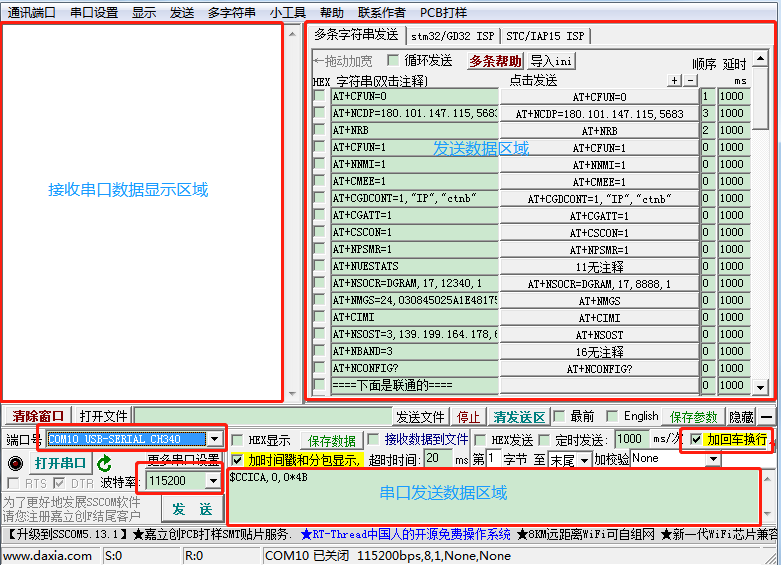 通讯端口 串口设置 显示 发送 多字符串 小工具 帮助 联系作者 PCB打样
多条字符串发送 stm32/GD32 ISP STC/IAP15 ISP
←拖动加宽 循环发送 多条帮助 导入ini 顺序 延时
HEX 字符串(双击注释) 点击发送 + − ms
AT+CFUN=0 AT+CFUN=0 1 1000
AT+NCDP=180.101.147.115,5683 AT+NCDP=180.101.147.115,5683 3 1000
AT+NRB AT+NRB 2 1000
AT+CFUN=1 AT+CFUN=1 0 1000
发送数据区域
AT+NNMI=1 AT+NNMI=1 0 1000
AT+CMEE=1 AT+CMEE=1 0 1000
接收串口数据显示区域
AT+CGDCONT=1,"IP","ctnb" AT+CGDCONT=1,"IP","ctnb" 0 1000
AT+CGATT=1 AT+CGATT=1 0 1000
AT+CSCON=1 AT+CSCON=1 0 1000
AT+NPSMR=1 AT+NPSMR=1 0 1000
AT+NUESTATS 11无注释 0 1000
AT+NSOCR=DGRAM,17,12340,1 AT+NSOCR=DGRAM,17,8888,1 0 1000
AT+NMGS=24,030845025A1E48175 AT+NMGS 0 1000
AT+CIMI AT+CIMI 0 1000
AT+NSOST=3,139.199.164.178,6 AT+NSOST 0 1000
AT+NBAND=3 16无注释 0 1000
AT+NCONFIG? AT+NCONFIG? 0 1000
====下面是联通的==== 0 1000
清除窗口 打开文件 发送文件 停止 清发送区 最前 English 保存参数 隐藏 −
端口号 COM10 USB-SERIAL CH340 HEX显示 保存数据 接收数据到文件 HEX发送 定时发送: 1000 ms/次 加回车换行
打开串口 更多串口设置 加时间戳和分包显示, 超时时间: 20 ms 第1 字节 至 末尾 加校验 None
RTS DTR 波特率: 115200 $CCICA,0,0*4B
串口发送数据区域
为了更好地发展SSCOM软件
请您注册嘉立创F结尾客户
发 送
【升级到SSCOM5.13.1】★嘉立创PCB打样SMT贴片服务. ★RT-Thread中国人的开源免费操作系统 ★8KM远距离WiFi可自组网 ★新一代WiFi芯片兼容
www.daxia.com S:0 R:0 COM10 已关闭 115200bps,8,1,None,None